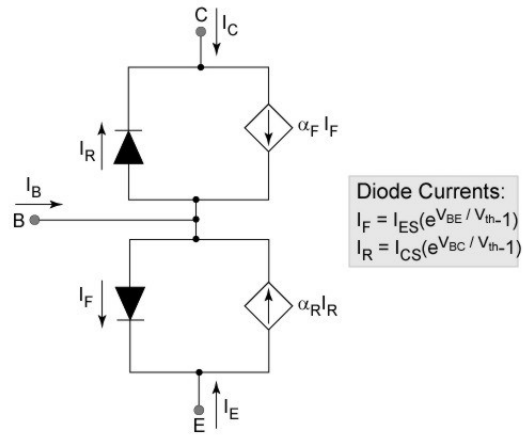 C
I_C
α_F I_F
I_R
I_B
B
Diode Currents:
I_F = I_ES(e^V_BE / V_th-1)
I_R = I_CS(e^V_BC / V_th-1)
I_F
α_R I_R
I_E
E